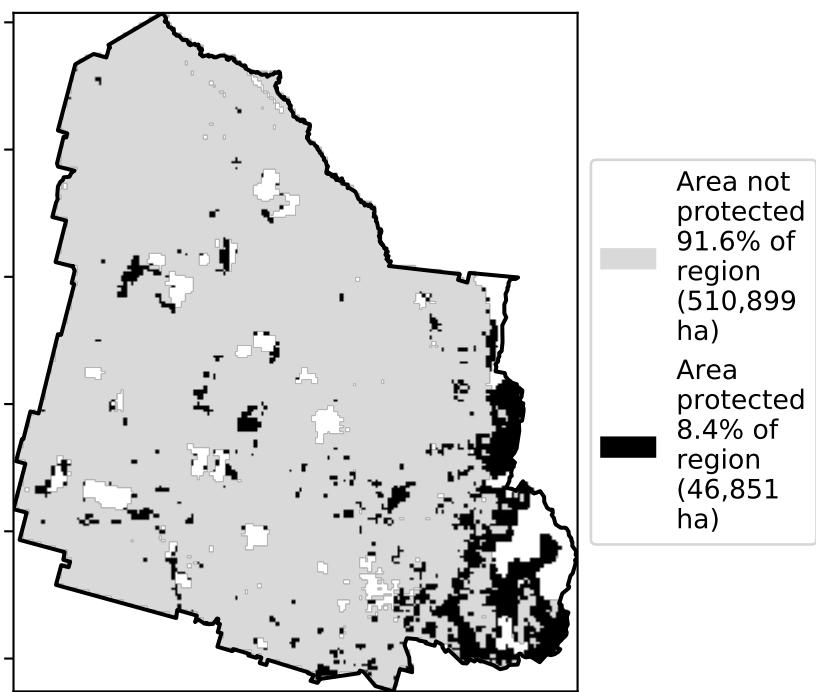 Area not
protected
91.6% of
region
(510,899
ha)
Area
protected
8.4% of
region
(46,851
ha)